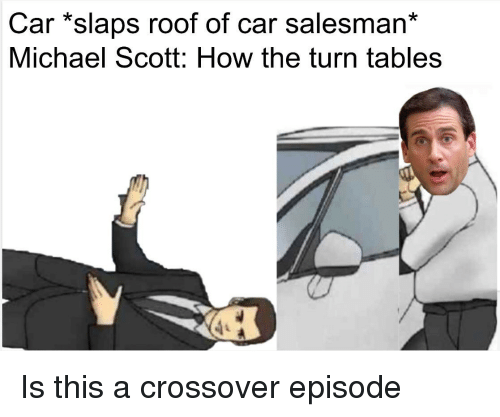 Car *slaps roof of car salesman*
Michael Scott: How the turn tables
Is this a crossover episode